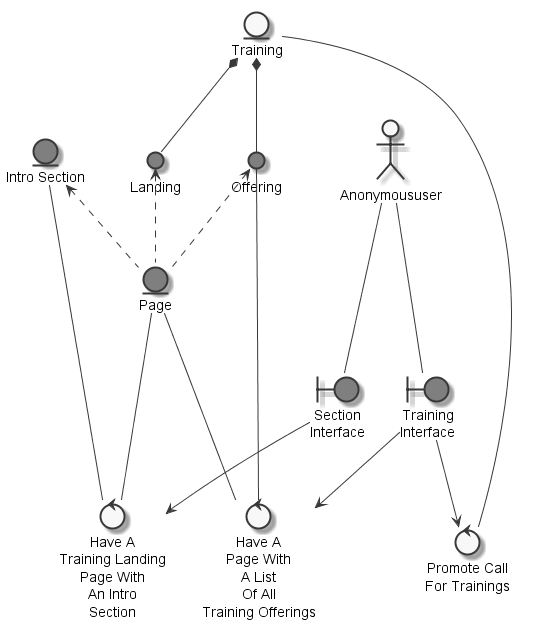 Training
Intro Section
Landing
Offering
Anonymoususer
Page
Section
Interface
Training
Interface
Have A
Training Landing
Page With
An Intro
Section
Have A
Page With
A List
Of All
Training Offerings
Promote Call
For Trainings